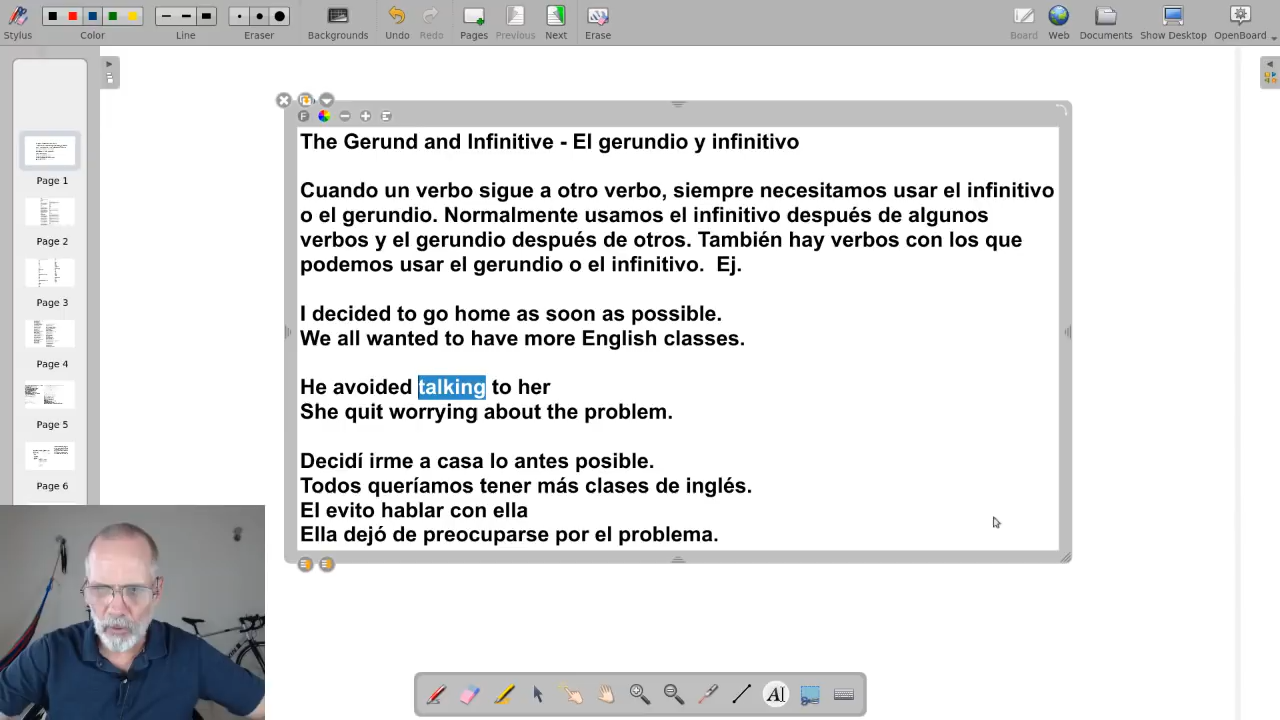 Stylus
Color
Line
Eraser
Backgrounds
Undo
Redo
Pages
Previous
Next
Erase
Board
Web
Documents
Show Desktop
OpenBoard
Page 1
Page 2
Page 3
Page 4
Page 5
Page 6
The Gerund and Infinitive - El gerundio y infinitivo
Cuando un verbo sigue a otro verbo, siempre necesitamos usar el infinitivo
o el gerundio. Normalmente usamos el infinitivo después de algunos
verbos y el gerundio después de otros. También hay verbos con los que
podemos usar el gerundio o el infinitivo.  Ej.
I decided to go home as soon as possible.
We all wanted to have more English classes.
He avoided talking to her
She quit worrying about the problem.
Decidí irme a casa lo antes posible.
Todos queríamos tener más clases de inglés.
El evito hablar con ella
Ella dejó de preocuparse por el problema.